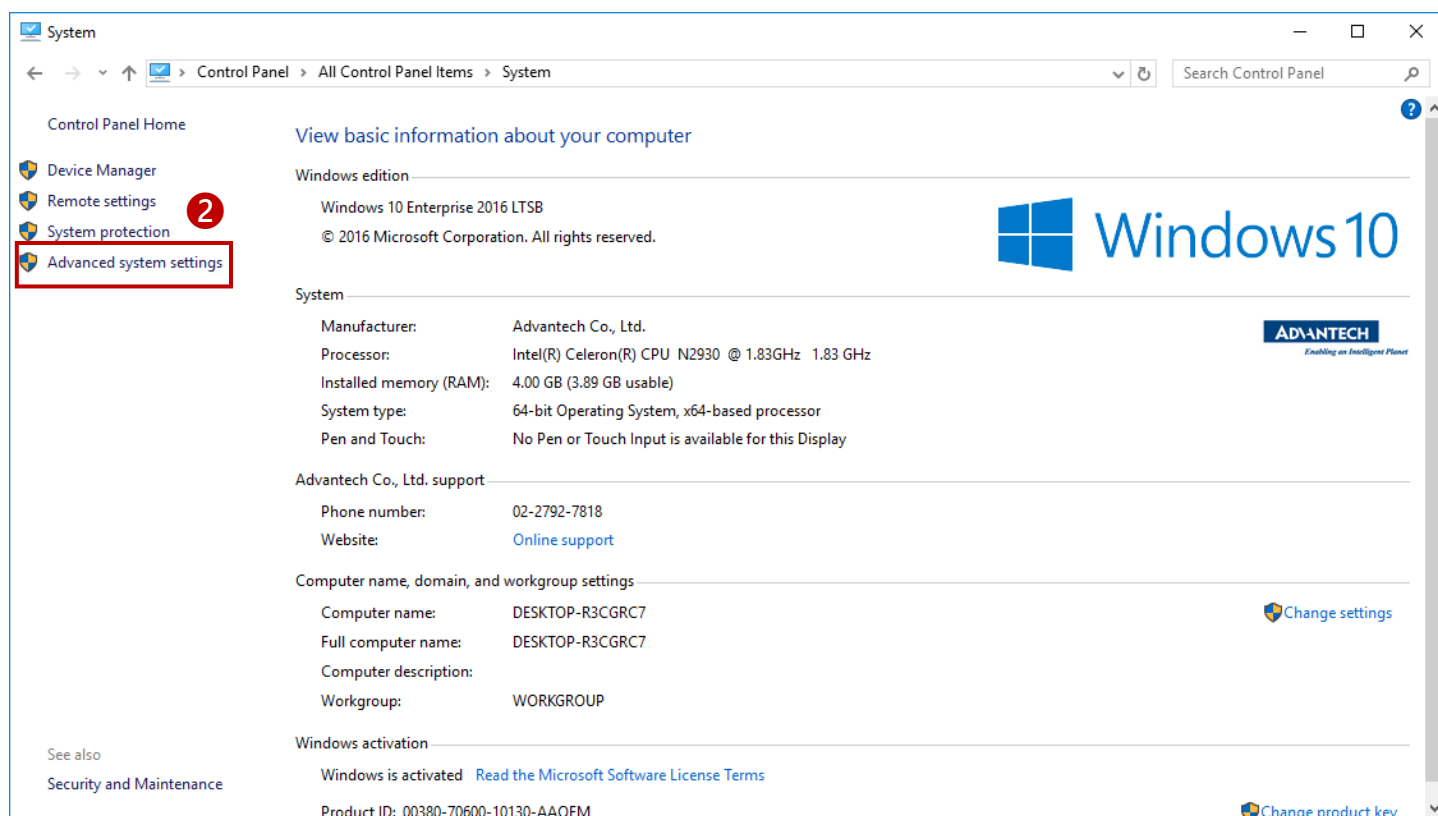 System
Control Panel > All Control Panel Items > System
Search Control Panel
?
Control Panel Home
Device Manager
Remote settings
2
System protection
Advanced system settings
See also
Security and Maintenance
View basic information about your computer
Windows edition
Windows 10 Enterprise 2016 LTSB
© 2016 Microsoft Corporation. All rights reserved.
Windows 10
System
Manufacturer: Advantech Co., Ltd.
Processor: Intel(R) Celeron(R) CPU N2930 @ 1.83GHz 1.83 GHz
Installed memory (RAM): 4.00 GB (3.89 GB usable)
System type: 64-bit Operating System, x64-based processor
Pen and Touch: No Pen or Touch Input is available for this Display
ADVANTECH
Enabling an Intelligent Planet
Advantech Co., Ltd. support
Phone number: 02-2792-7818
Website: Online support
Computer name, domain, and workgroup settings
Computer name: DESKTOP-R3CGRC7
Change settings
Full computer name: DESKTOP-R3CGRC7
Computer description:
Workgroup: WORKGROUP
Windows activation
Windows is activated Read the Microsoft Software License Terms
Product ID: 00380-70600-10130-AAOEM
Change product key